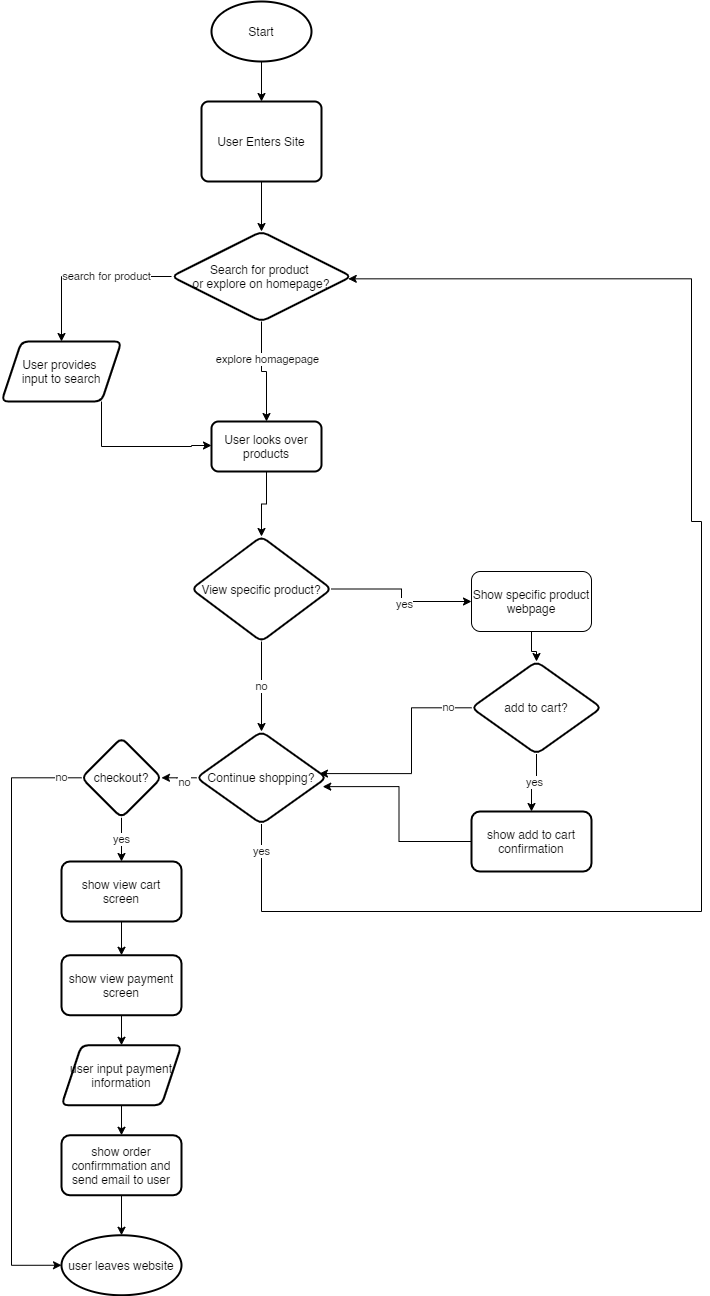 Start
User Enters Site
Search for product
or explore on homepage?
search for product
User provides
input to search
explore homagepage
User looks over
products
View specific product?
yes
Show specific product
webpage
no
add to cart?
no
yes
Continue shopping?
no
checkout?
no
show add to cart
confirmation
yes
yes
show view cart
screen
show view payment
screen
user input payment
information
show order
confirmmation and
send email to user
user leaves website